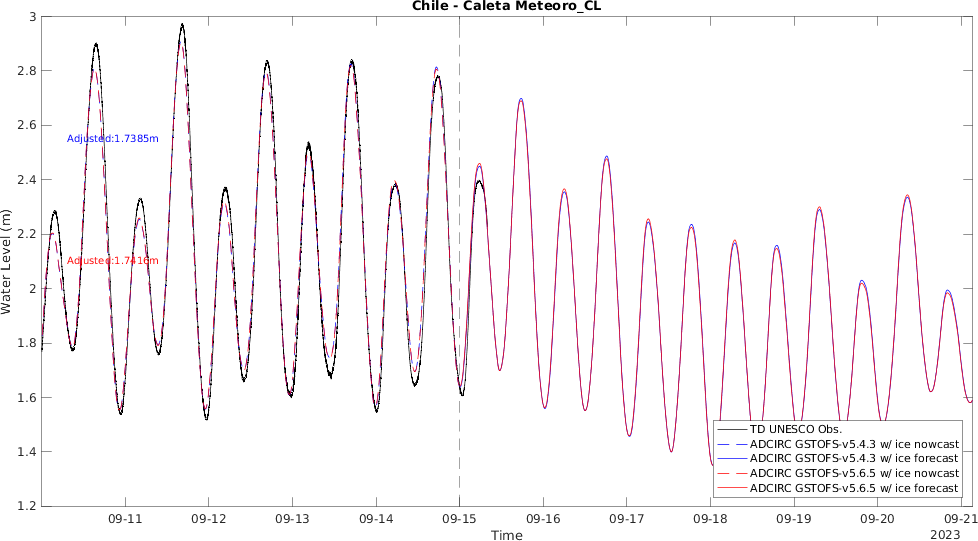 Chile - Caleta Meteoro_CL
3
2.8
2.6
2.4
2.2
2
1.8
1.6
1.4
1.2
Water Level (m)
Adjusted:1.7385m
Adjusted:1.7416m
TD UNESCO Obs.
ADCIRC GSTOFS-v5.4.3 w/ ice nowcast
ADCIRC GSTOFS-v5.4.3 w/ ice forecast
ADCIRC GSTOFS-v5.6.5 w/ ice nowcast
ADCIRC GSTOFS-v5.6.5 w/ ice forecast
09-11 09-12 09-13 09-14 09-15 09-16 09-17 09-18 09-19 09-20 09-21
Time
2023